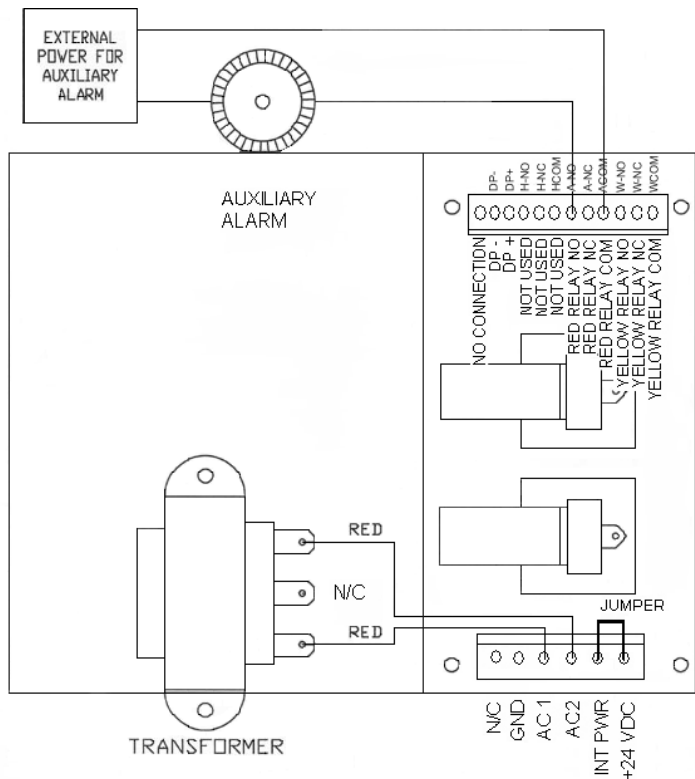 EXTERNAL
POWER FOR
AUXILIARY
ALARM
AUXILIARY
ALARM
DP-
DP+
H-NO
H-NC
HCOM
A-NO
A-NC
ACOM
W-NO
W-NC
WCOM
NO CONNECTION
DP -
DP +
NOT USED
NOT USED
NOT USED
RED RELAY NO
RED RELAY NC
RED RELAY COM
YELLOW RELAY NO
YELLOW RELAY NC
YELLOW RELAY COM
RED
N/C
RED
JUMPER
N/C
GND
AC 1
AC2
INT PWR
+24 VDC
TRANSFORMER